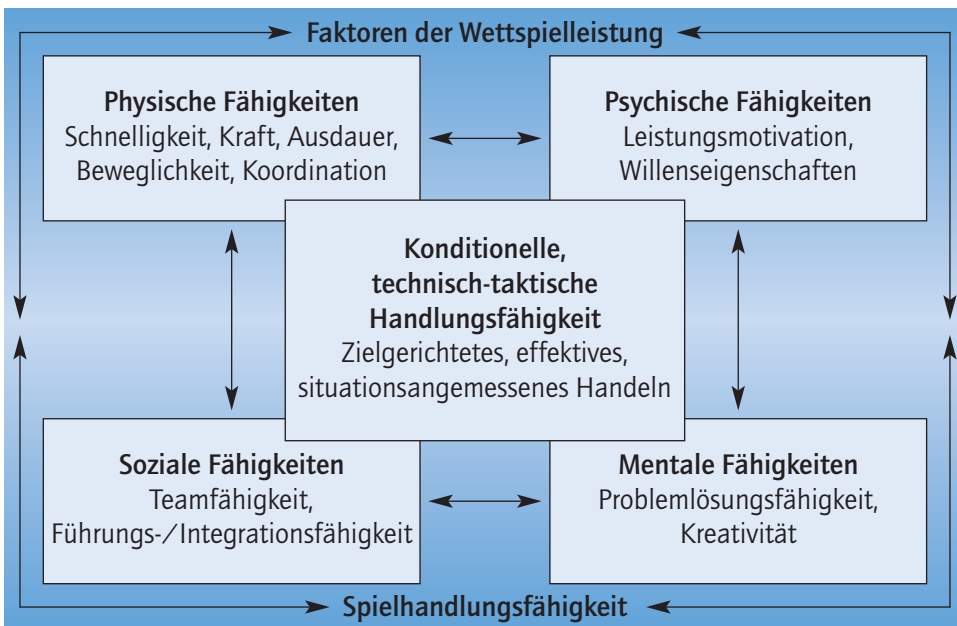 Faktoren der Wettspielleistung
Physische Fähigkeiten
Schnelligkeit, Kraft, Ausdauer,
Beweglichkeit, Koordination
Psychische Fähigkeiten
Leistungsmotivation,
Willenseigenschaften
Konditionelle,
technisch-taktische
Handlungsfähigkeit
Zielgerichtetes, effektives,
situationsangemessenes Handeln
Soziale Fähigkeiten
Teamfähigkeit,
Führungs-/Integrationsfähigkeit
Mentale Fähigkeiten
Problemlösungsfähigkeit,
Kreativität
Spielhandlungsfähigkeit